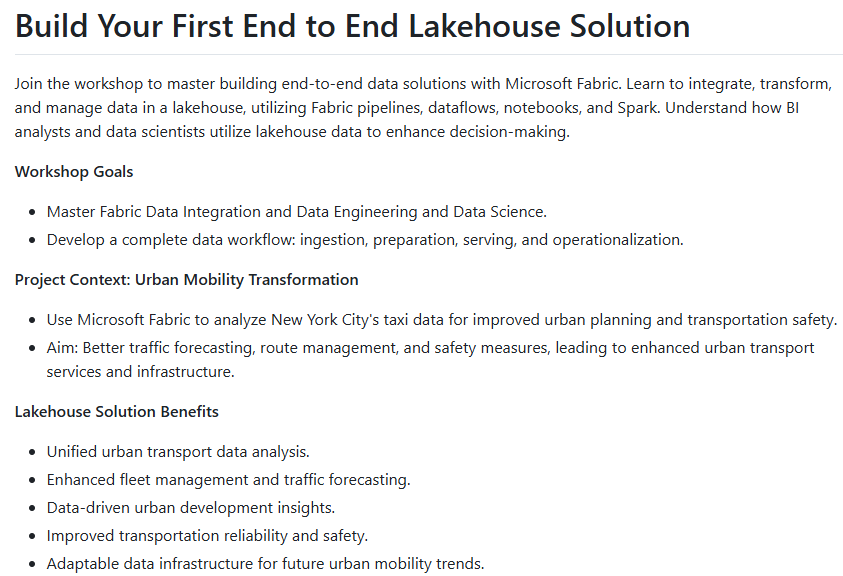 Build Your First End to End Lakehouse Solution
Join the workshop to master building end-to-end data solutions with Microsoft Fabric. Learn to integrate, transform,
and manage data in a lakehouse, utilizing Fabric pipelines, dataflows, notebooks, and Spark. Understand how BI
analysts and data scientists utilize lakehouse data to enhance decision-making.
Workshop Goals
• Master Fabric Data Integration and Data Engineering and Data Science.
• Develop a complete data workflow: ingestion, preparation, serving, and operationalization.
Project Context: Urban Mobility Transformation
• Use Microsoft Fabric to analyze New York City's taxi data for improved urban planning and transportation safety.
• Aim: Better traffic forecasting, route management, and safety measures, leading to enhanced urban transport
services and infrastructure.
Lakehouse Solution Benefits
• Unified urban transport data analysis.
• Enhanced fleet management and traffic forecasting.
• Data-driven urban development insights.
• Improved transportation reliability and safety.
• Adaptable data infrastructure for future urban mobility trends.